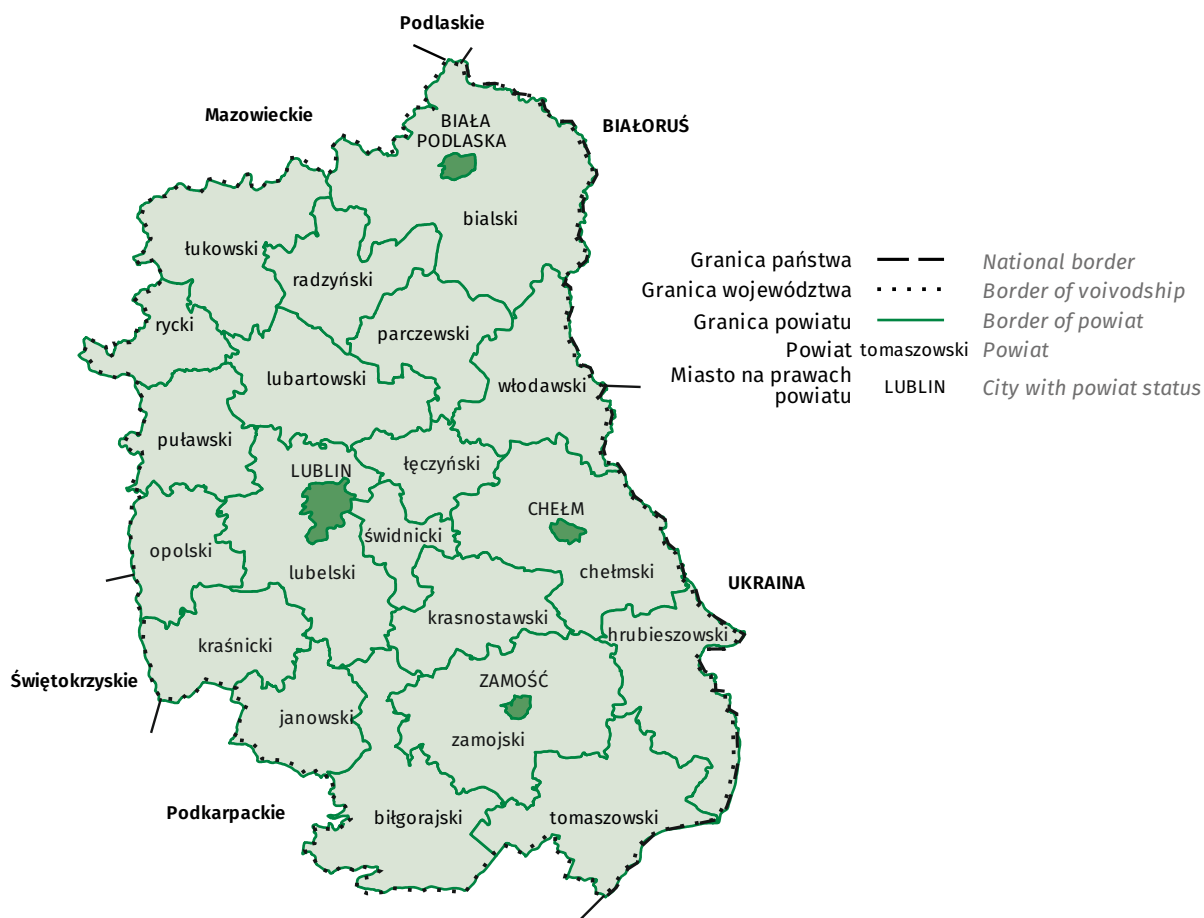 Podlaskie
Mazowieckie
BIAŁA
PODLASKA
BIAŁORUŚ
bialski
łukowski
radzyński
Granica państwa National border
Granica województwa Border of voivodship
Granica powiatu Border of powiat
Powiat tomaszowski Powiat
Miasto na prawach
powiatu LUBLIN City with powiat status
rycki
parczewski
lubartowski
włodawski
puławski
łęczyński
LUBLIN
CHEŁM
świdnicki
opolski
lubelski
chełmski
UKRAINA
krasnostawski
hrubieszowski
kraśnicki
Świętokrzyskie
ZAMOŚĆ
janowski
zamojski
Podkarpackie
biłgorajski
tomaszowski